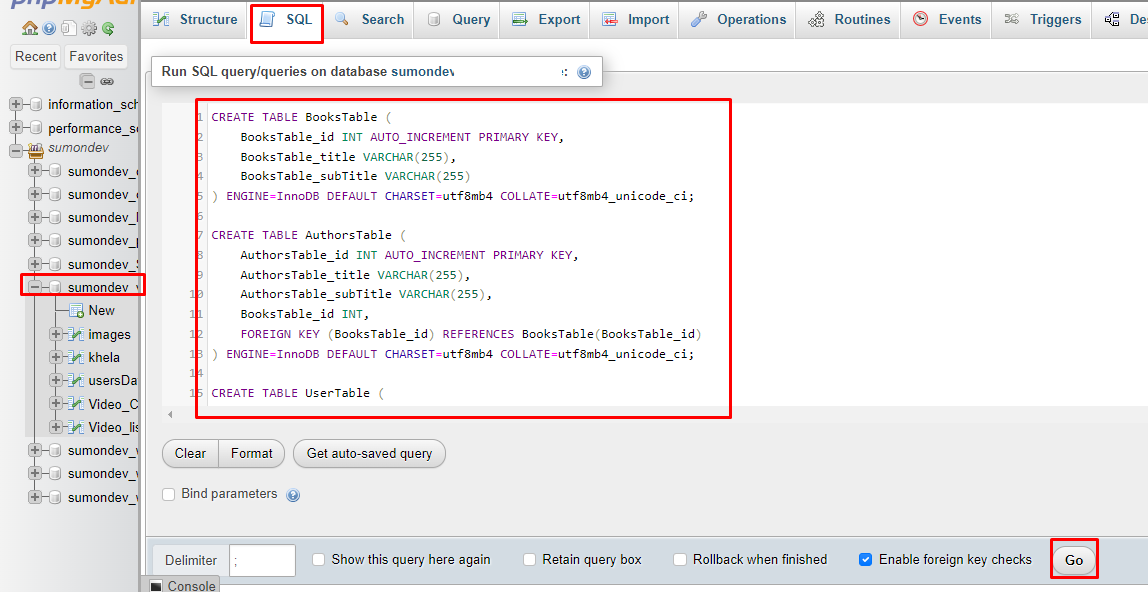 phpMyAdm
Structure
SQL
Search
Query
Export
Import
Operations
Routines
Events
Triggers
De
Recent
Favorites
information_sch
performance_s
sumondev
sumondev_
sumondev_
sumondev_
sumondev_
sumondev_
sumondev_
New
images
khela
usersDa
Video_C
Video_lis
sumondev_
sumondev_
sumondev_
Run SQL query/queries on database sumondev :
1 CREATE TABLE BooksTable (
2 BooksTable_id INT AUTO_INCREMENT PRIMARY KEY,
3 BooksTable_title VARCHAR(255),
4 BooksTable_subTitle VARCHAR(255)
5 ) ENGINE=InnoDB DEFAULT CHARSET=utf8mb4 COLLATE=utf8mb4_unicode_ci;
6
7 CREATE TABLE AuthorsTable (
8 AuthorsTable_id INT AUTO_INCREMENT PRIMARY KEY,
9 AuthorsTable_title VARCHAR(255),
10 AuthorsTable_subTitle VARCHAR(255),
11 BooksTable_id INT,
12 FOREIGN KEY (BooksTable_id) REFERENCES BooksTable(BooksTable_id)
13 ) ENGINE=InnoDB DEFAULT CHARSET=utf8mb4 COLLATE=utf8mb4_unicode_ci;
14
15 CREATE TABLE UserTable (
Clear
Format
Get auto-saved query
Bind parameters
Delimiter ;
Show this query here again
Retain query box
Rollback when finished
Enable foreign key checks
Go
Console